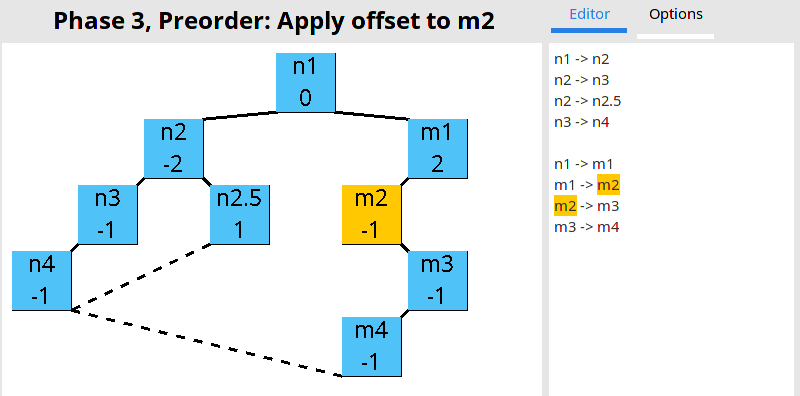 Phase 3, Preorder: Apply offset to m2
Editor
Options
n1
0
n2
-2
m1
2
n3
-1
n2.5
1
m2
-1
n4
-1
m3
-1
m4
-1
n1 -> n2
n2 -> n3
n2 -> n2.5
n3 -> n4
n1 -> m1
m1 -> m2
m2 -> m3
m3 -> m4